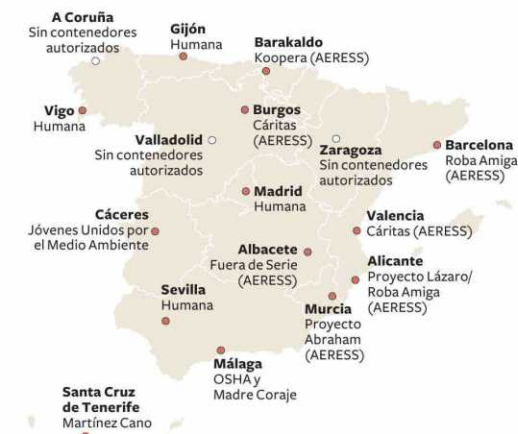 A Coruña
Sin contenedores
autorizados
Gijón
Humana
Barakaldo
Koopera (AERESS)
Vigo
Humana
Burgos
Cáritas
(AERESS)
Valladolid
Sin contenedores
autorizados
Zaragoza
Sin contenedores
autorizados
Barcelona
Roba Amiga
(AERESS)
Madrid
Humana
Cáceres
Jóvenes Unidos por
el Medio Ambiente
Valencia
Cáritas (AERESS)
Albacete
Fuera de Serie
(AERESS)
Alicante
Proyecto Lázaro/
Roba Amiga
(AERESS)
Sevilla
Humana
Murcia
Proyecto
Abraham
(AERESS)
Málaga
OSHA y
Madre Coraje
Santa Cruz
de Tenerife
Martínez Cano